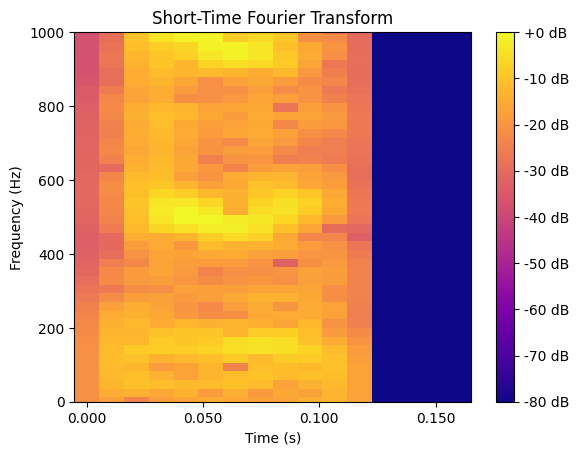 Short-Time Fourier Transform
1000
800
600
400
200
0
Frequency (Hz)
0.000
0.050
0.100
0.150
Time (s)
+0 dB
-10 dB
-20 dB
-30 dB
-40 dB
-50 dB
-60 dB
-70 dB
-80 dB